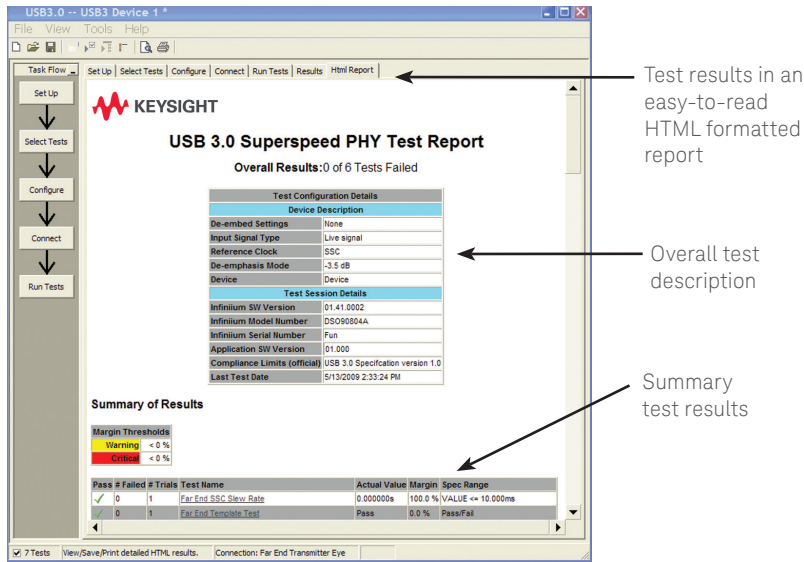 USB3.0 -- USB3 Device 1 *
File View Tools Help
Task Flow
Set Up
Select Tests
Configure
Connect
Run Tests
Set Up Select Tests Configure Connect Run Tests Results Html Report
KEYSIGHT
USB 3.0 Superspeed PHY Test Report
Overall Results:0 of 6 Tests Failed
Test Configuration Details
Device Description
De-embed Settings None
Input Signal Type Live signal
Reference Clock SSC
De-emphasis Mode -3.5 dB
Device Device
Test Session Details
Infiniium SW Version 01.41.0002
Infiniium Model Number DSO90804A
Infiniium Serial Number Fun
Application SW Version 01.000
Compliance Limits (official) USB 3.0 Specifcation version 1.0
Last Test Date 5/13/2009 2:33:24 PM
Summary of Results
Margin Thresholds
Warning < 0 %
Critical < 0 %
Pass # Failed # Trials Test Name Actual Value Margin Spec Range
0 1 Far End SSC Slew Rate 0.000000s 100.0 % VALUE <= 10.000ms
0 1 Far End Template Test Pass 0.0 % Pass/Fail
7 Tests View/Save/Print detailed HTML results. Connection: Far End Transmitter Eye
Test results in an
easy-to-read
HTML formatted
report
Overall test
description
Summary
test results